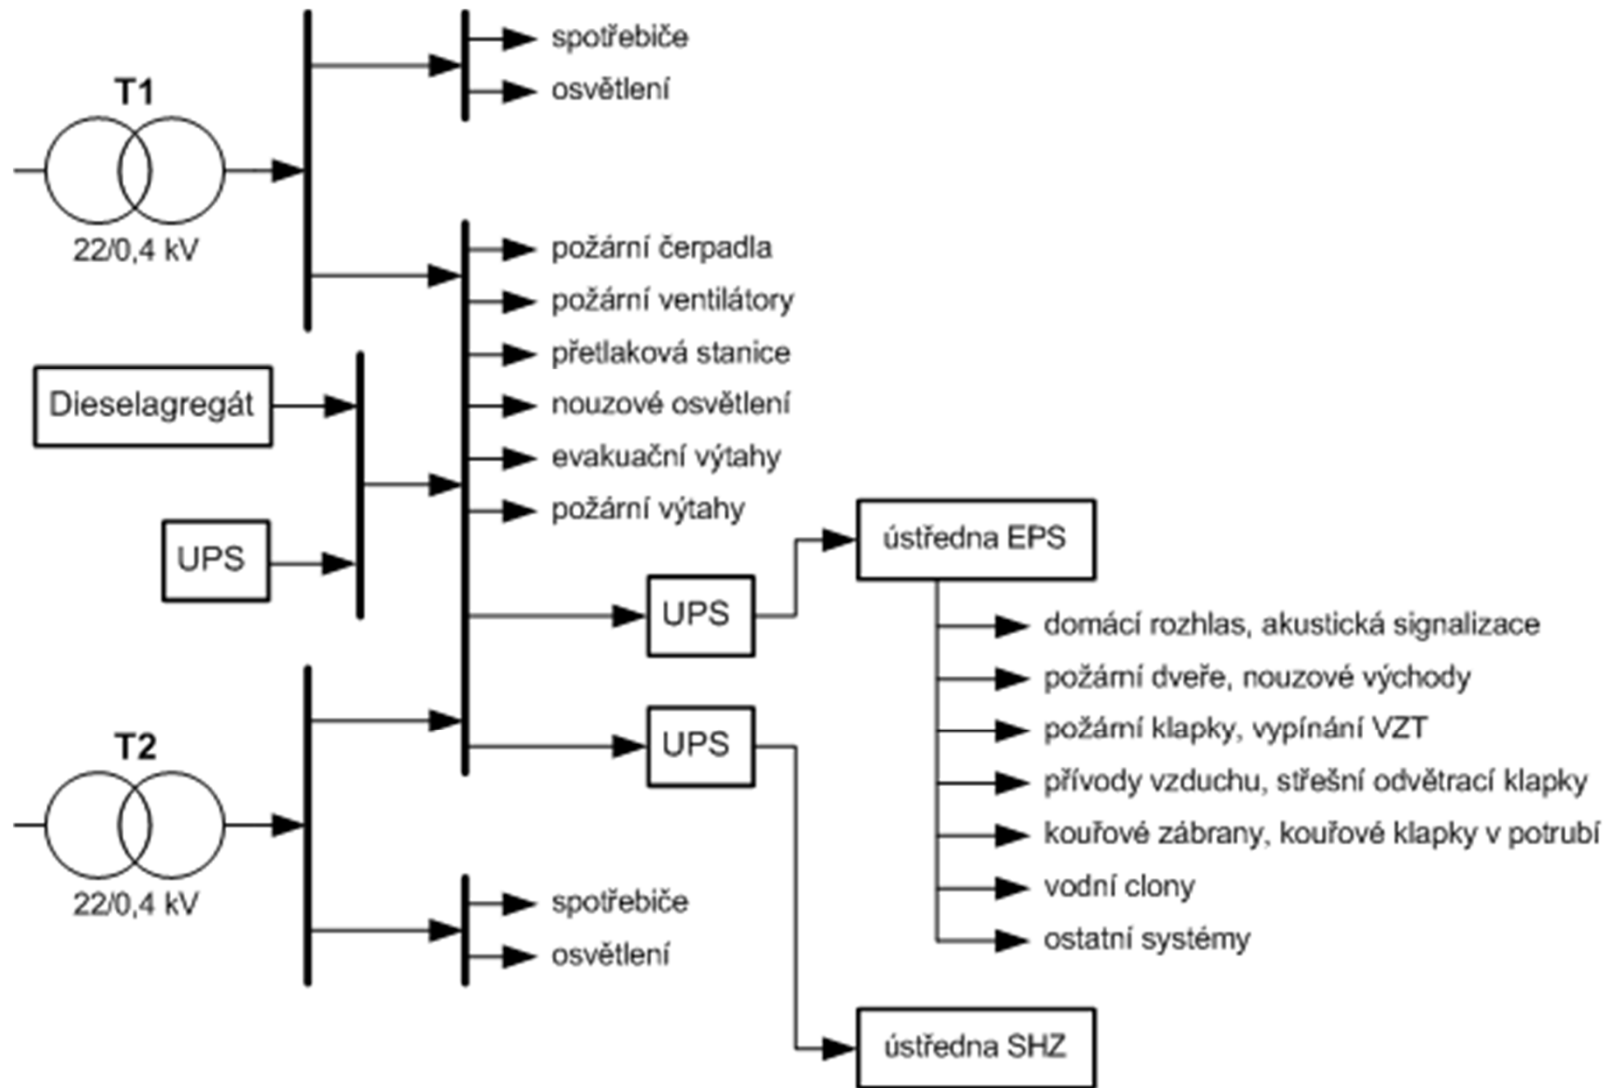 T1
22/0,4 kV
spotřebiče
osvětlení
požární čerpadla
požární ventilátory
přetlaková stanice
nouzové osvětlení
evakuační výtahy
požární výtahy
Dieselagregát
UPS
UPS
ústředna EPS
domácí rozhlas, akustická signalizace
požární dveře, nouzové východy
požární klapky, vypínání VZT
přívody vzduchu, střešní odvětrací klapky
kouřové zábrany, kouřové klapky v potrubí
vodní clony
ostatní systémy
UPS
ústředna SHZ
T2
22/0,4 kV
spotřebiče
osvětlení